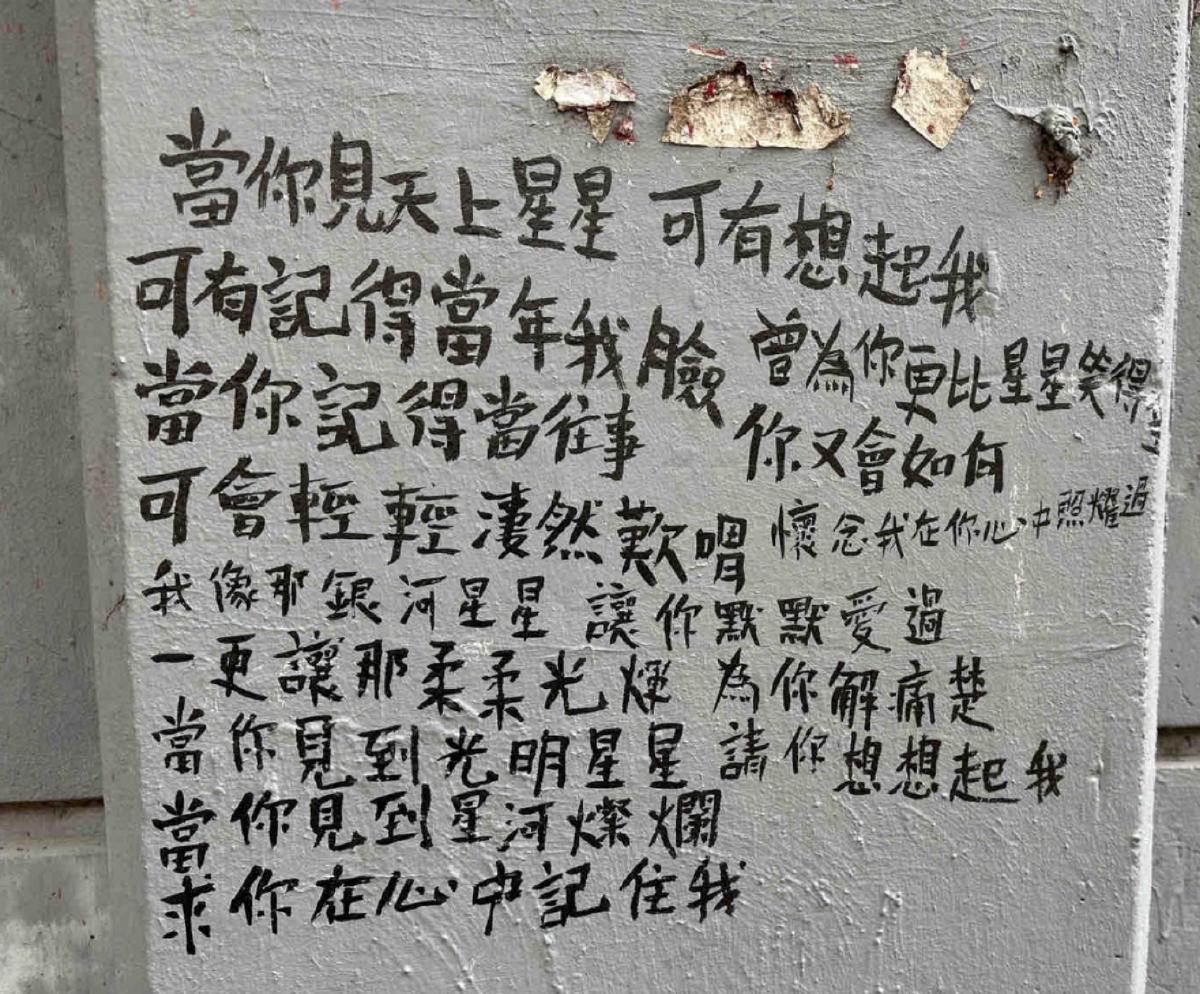 當你見天上星星 可有想起我
可有記得當年我臉 曾為你更比星星笑得
當你記得當往事 你又會如何
可會輕輕淒然歎喟 懷念我在你心中照耀過
我像那銀河星星 讓你默默愛過
一更讓那柔柔光 為你解痛楚
當你見到光明星星 請你想想起我
當你見到星河燦爛
求你在心中記住我